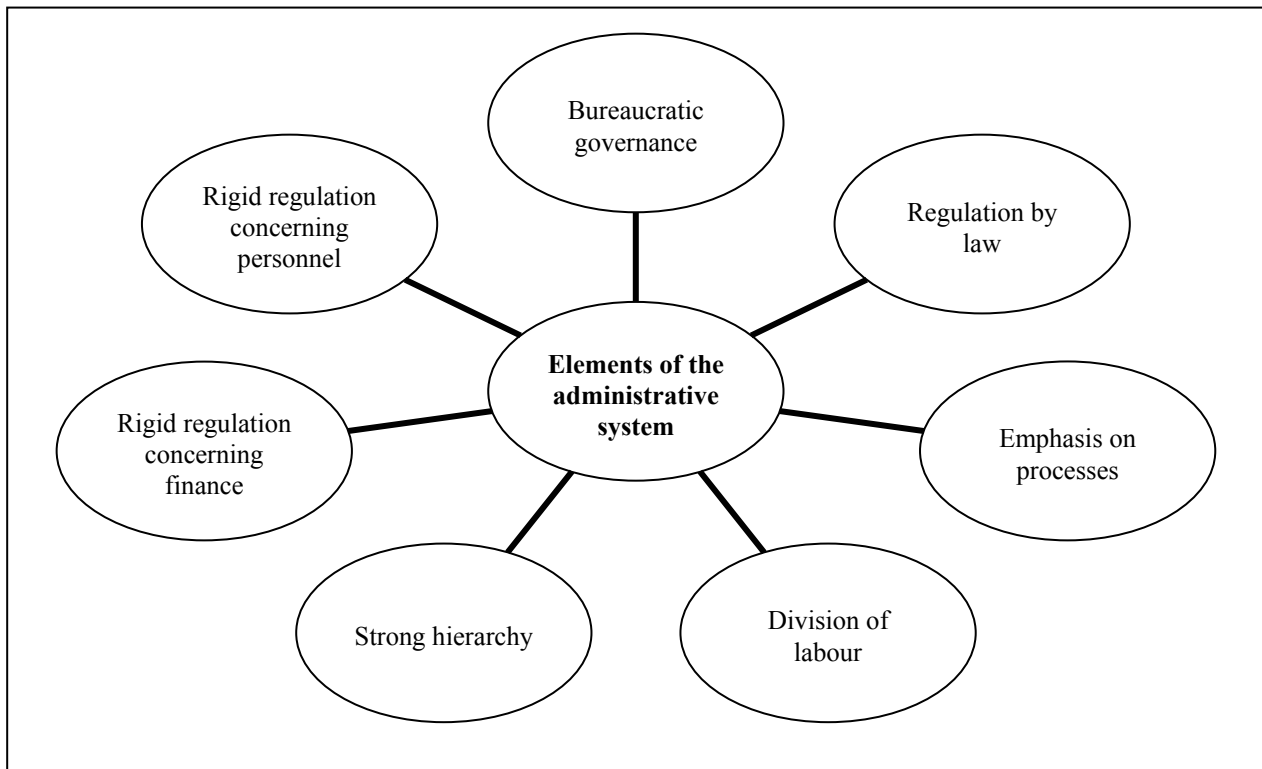 Bureaucratic
governance
Rigid regulation
concerning
personnel
Regulation by
law
Elements of the
administrative
system
Rigid regulation
concerning
finance
Emphasis on
processes
Strong hierarchy
Division of
labour